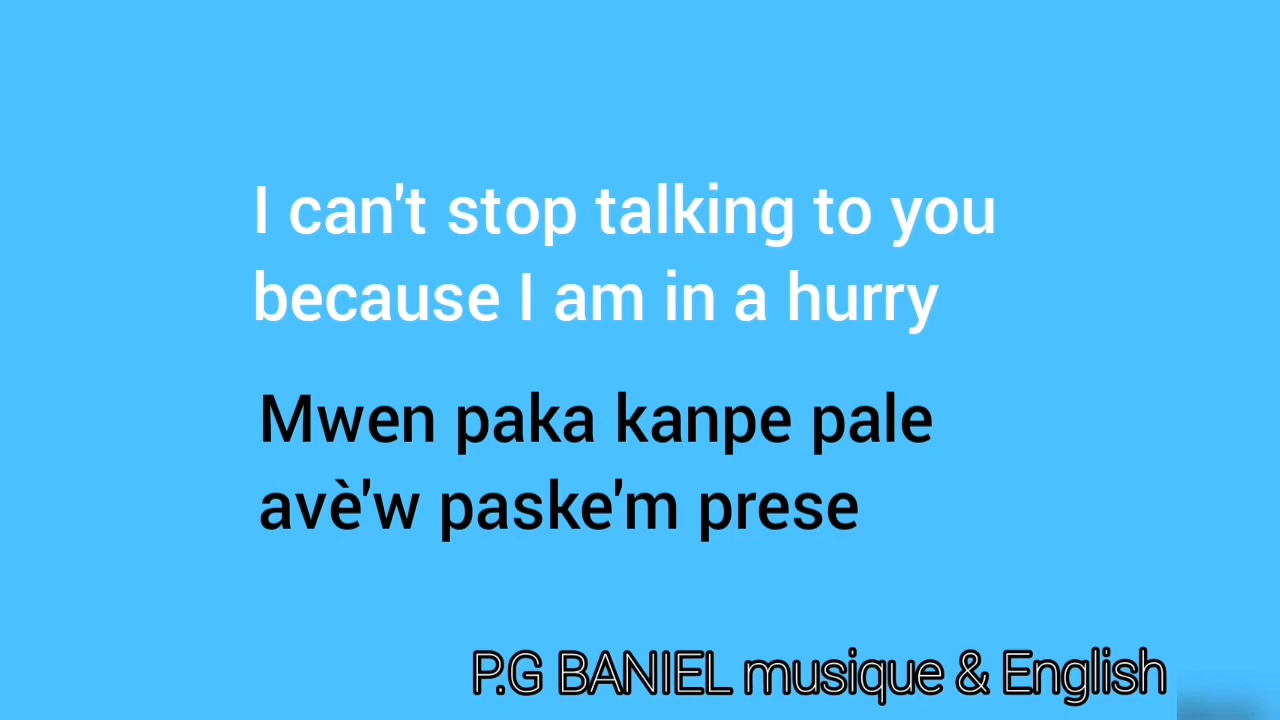 I can't stop talking to you
because I am in a hurry
Mwen paka kanpe pale
avè'w paske'm prese
P.G BANIEL musique & English